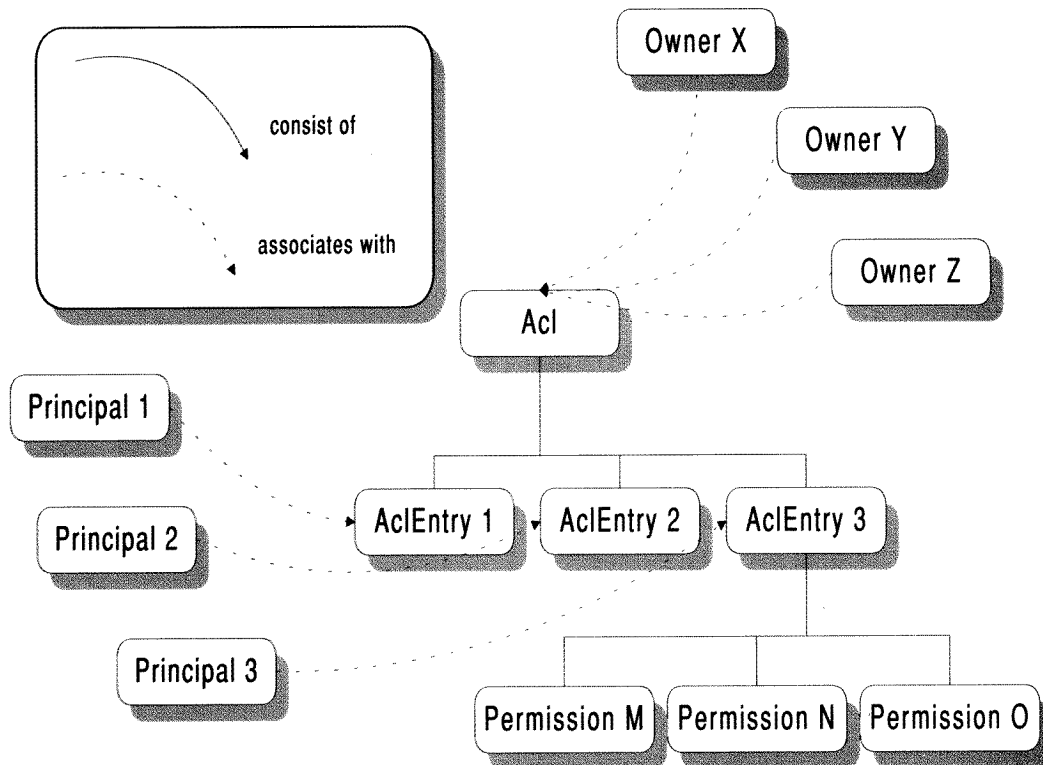 Owner X
consist of
Owner Y
associates with
Owner Z
Acl
Principal 1
AclEntry 1
AclEntry 2
AclEntry 3
Principal 2
Principal 3
Permission M
Permission N
Permission O